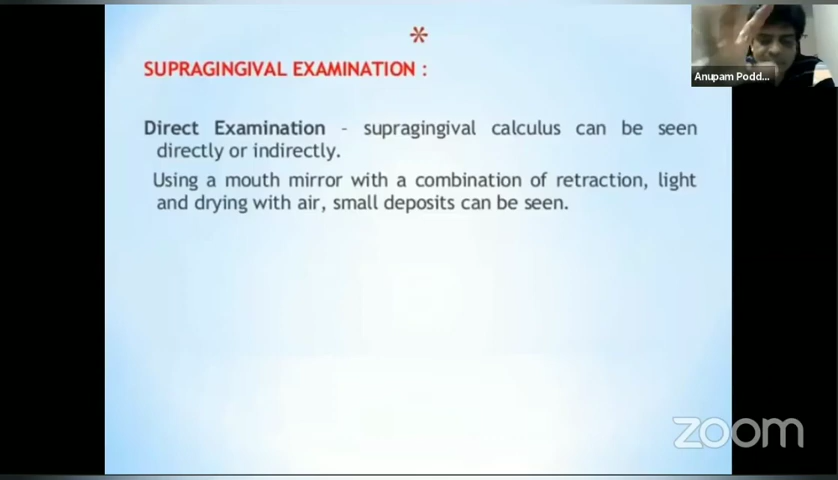 *
SUPRAGINGIVAL EXAMINATION :
Direct Examination – supragingival calculus can be seen
directly or indirectly.
Using a mouth mirror with a combination of retraction, light
and drying with air, small deposits can be seen.
Anupam Podd...
zoom